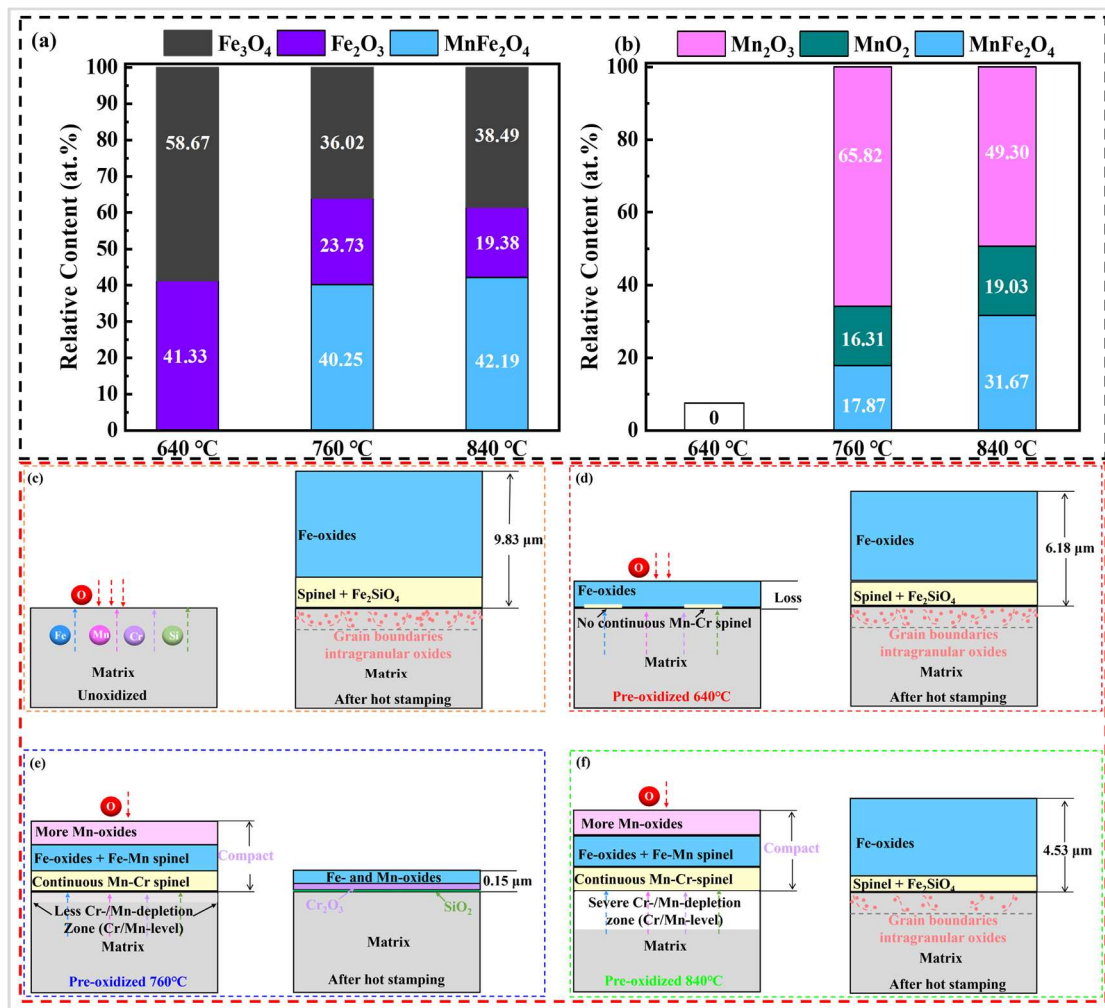 (a)
Fe₃O₄ Fe₂O₃ MnFe₂O₄
Relative Content (at.%)
100
90
80
70
60
50
40
30
20
10
0
58.67
41.33
36.02
23.73
40.25
38.49
19.38
42.19
640 °C 760 °C 840 °C
(b)
Mn₂O₃ MnO₂ MnFe₂O₄
Relative Content (at.%)
100
80
60
40
20
0
0
65.82
16.31
17.87
49.30
19.03
31.67
640 °C 760 °C 840 °C
(c)
O
Fe Mn Cr Si
Matrix
Unoxidized
Fe-oxides
9.83 μm
Spinel + Fe₂SiO₄
Grain boundaries
intragranular oxides
Matrix
After hot stamping
(d)
O
Fe-oxides
Loss
No continuous Mn-Cr spinel
Matrix
Pre-oxidized 640°C
Fe-oxides
6.18 μm
Spinel + Fe₂SiO₄
Grain boundaries
intragranular oxides
Matrix
After hot stamping
(e)
O
More Mn-oxides
Fe-oxides + Fe-Mn spinel
Compact
Continuous Mn-Cr spinel
Less Cr-/Mn-depletion
Zone (Cr/Mn-level)
Matrix
Pre-oxidized 760°C
Fe- and Mn-oxides
0.15 μm
Cr₂O₃
SiO₂
Matrix
After hot stamping
(f)
O
More Mn-oxides
Fe-oxides + Fe-Mn spinel
Compact
Continuous Mn-Cr-spinel
Severe Cr-/Mn-depletion
zone (Cr/Mn-level)
Matrix
Pre-oxidized 840°C
Fe-oxides
4.53 μm
Spinel + Fe₂SiO₄
Grain boundaries
intragranular oxides
Matrix
After hot stamping